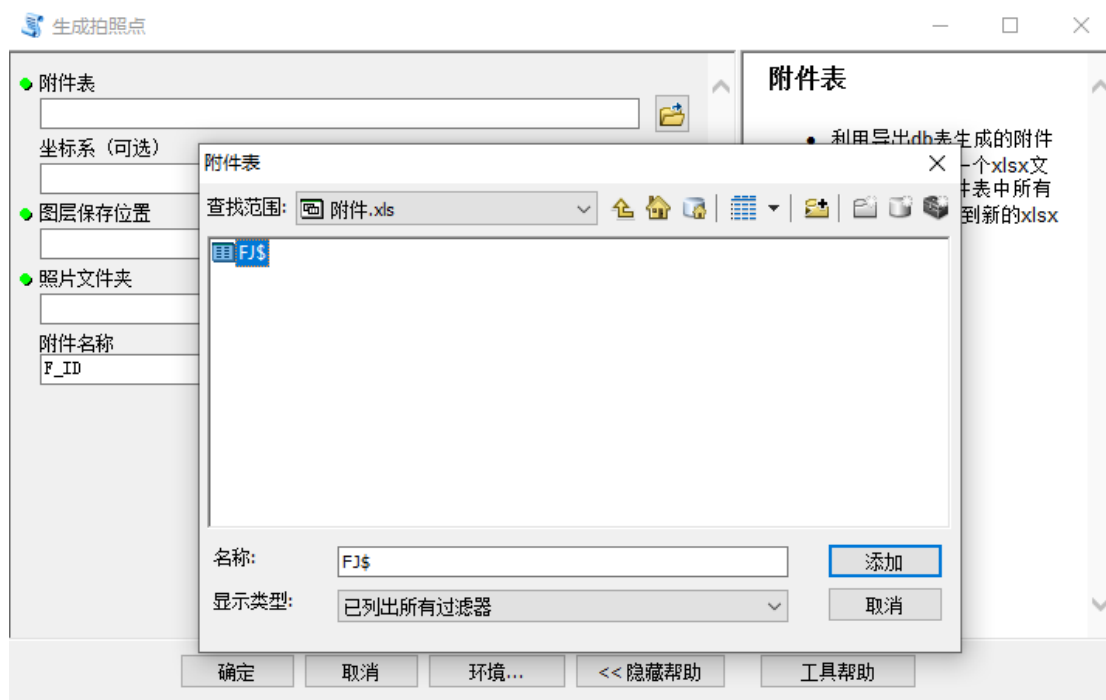 生成拍照点
附件表
坐标系（可选）
图层保存位置
照片文件夹
附件名称
F_ID
附件表
利用导出db表生成的附件
一个xlsx文
件表中所有
到新的xlsx
附件表
查找范围:
附件.xls
FJ$
名称:
FJ$
添加
显示类型:
已列出所有过滤器
取消
确定
取消
环境...
<< 隐藏帮助
工具帮助